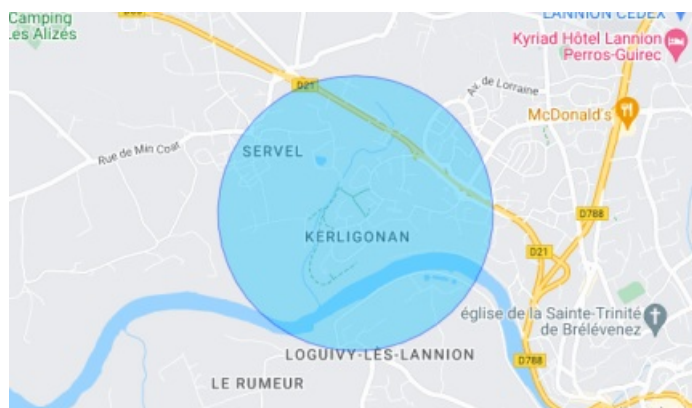 Camping
Les Alizés
LANNION CEDEX
Kyriad Hôtel Lannion
Perros-Guirec
D21
Av. de Lorraine
McDonald's
Rue de Min Coat
SERVEL
KERLIGONAN
D788
D21
église de la Sainte-Trinité
de Brélévenez
LOGUIVY-LÈS-LANNION
D788
LE RUMEUR